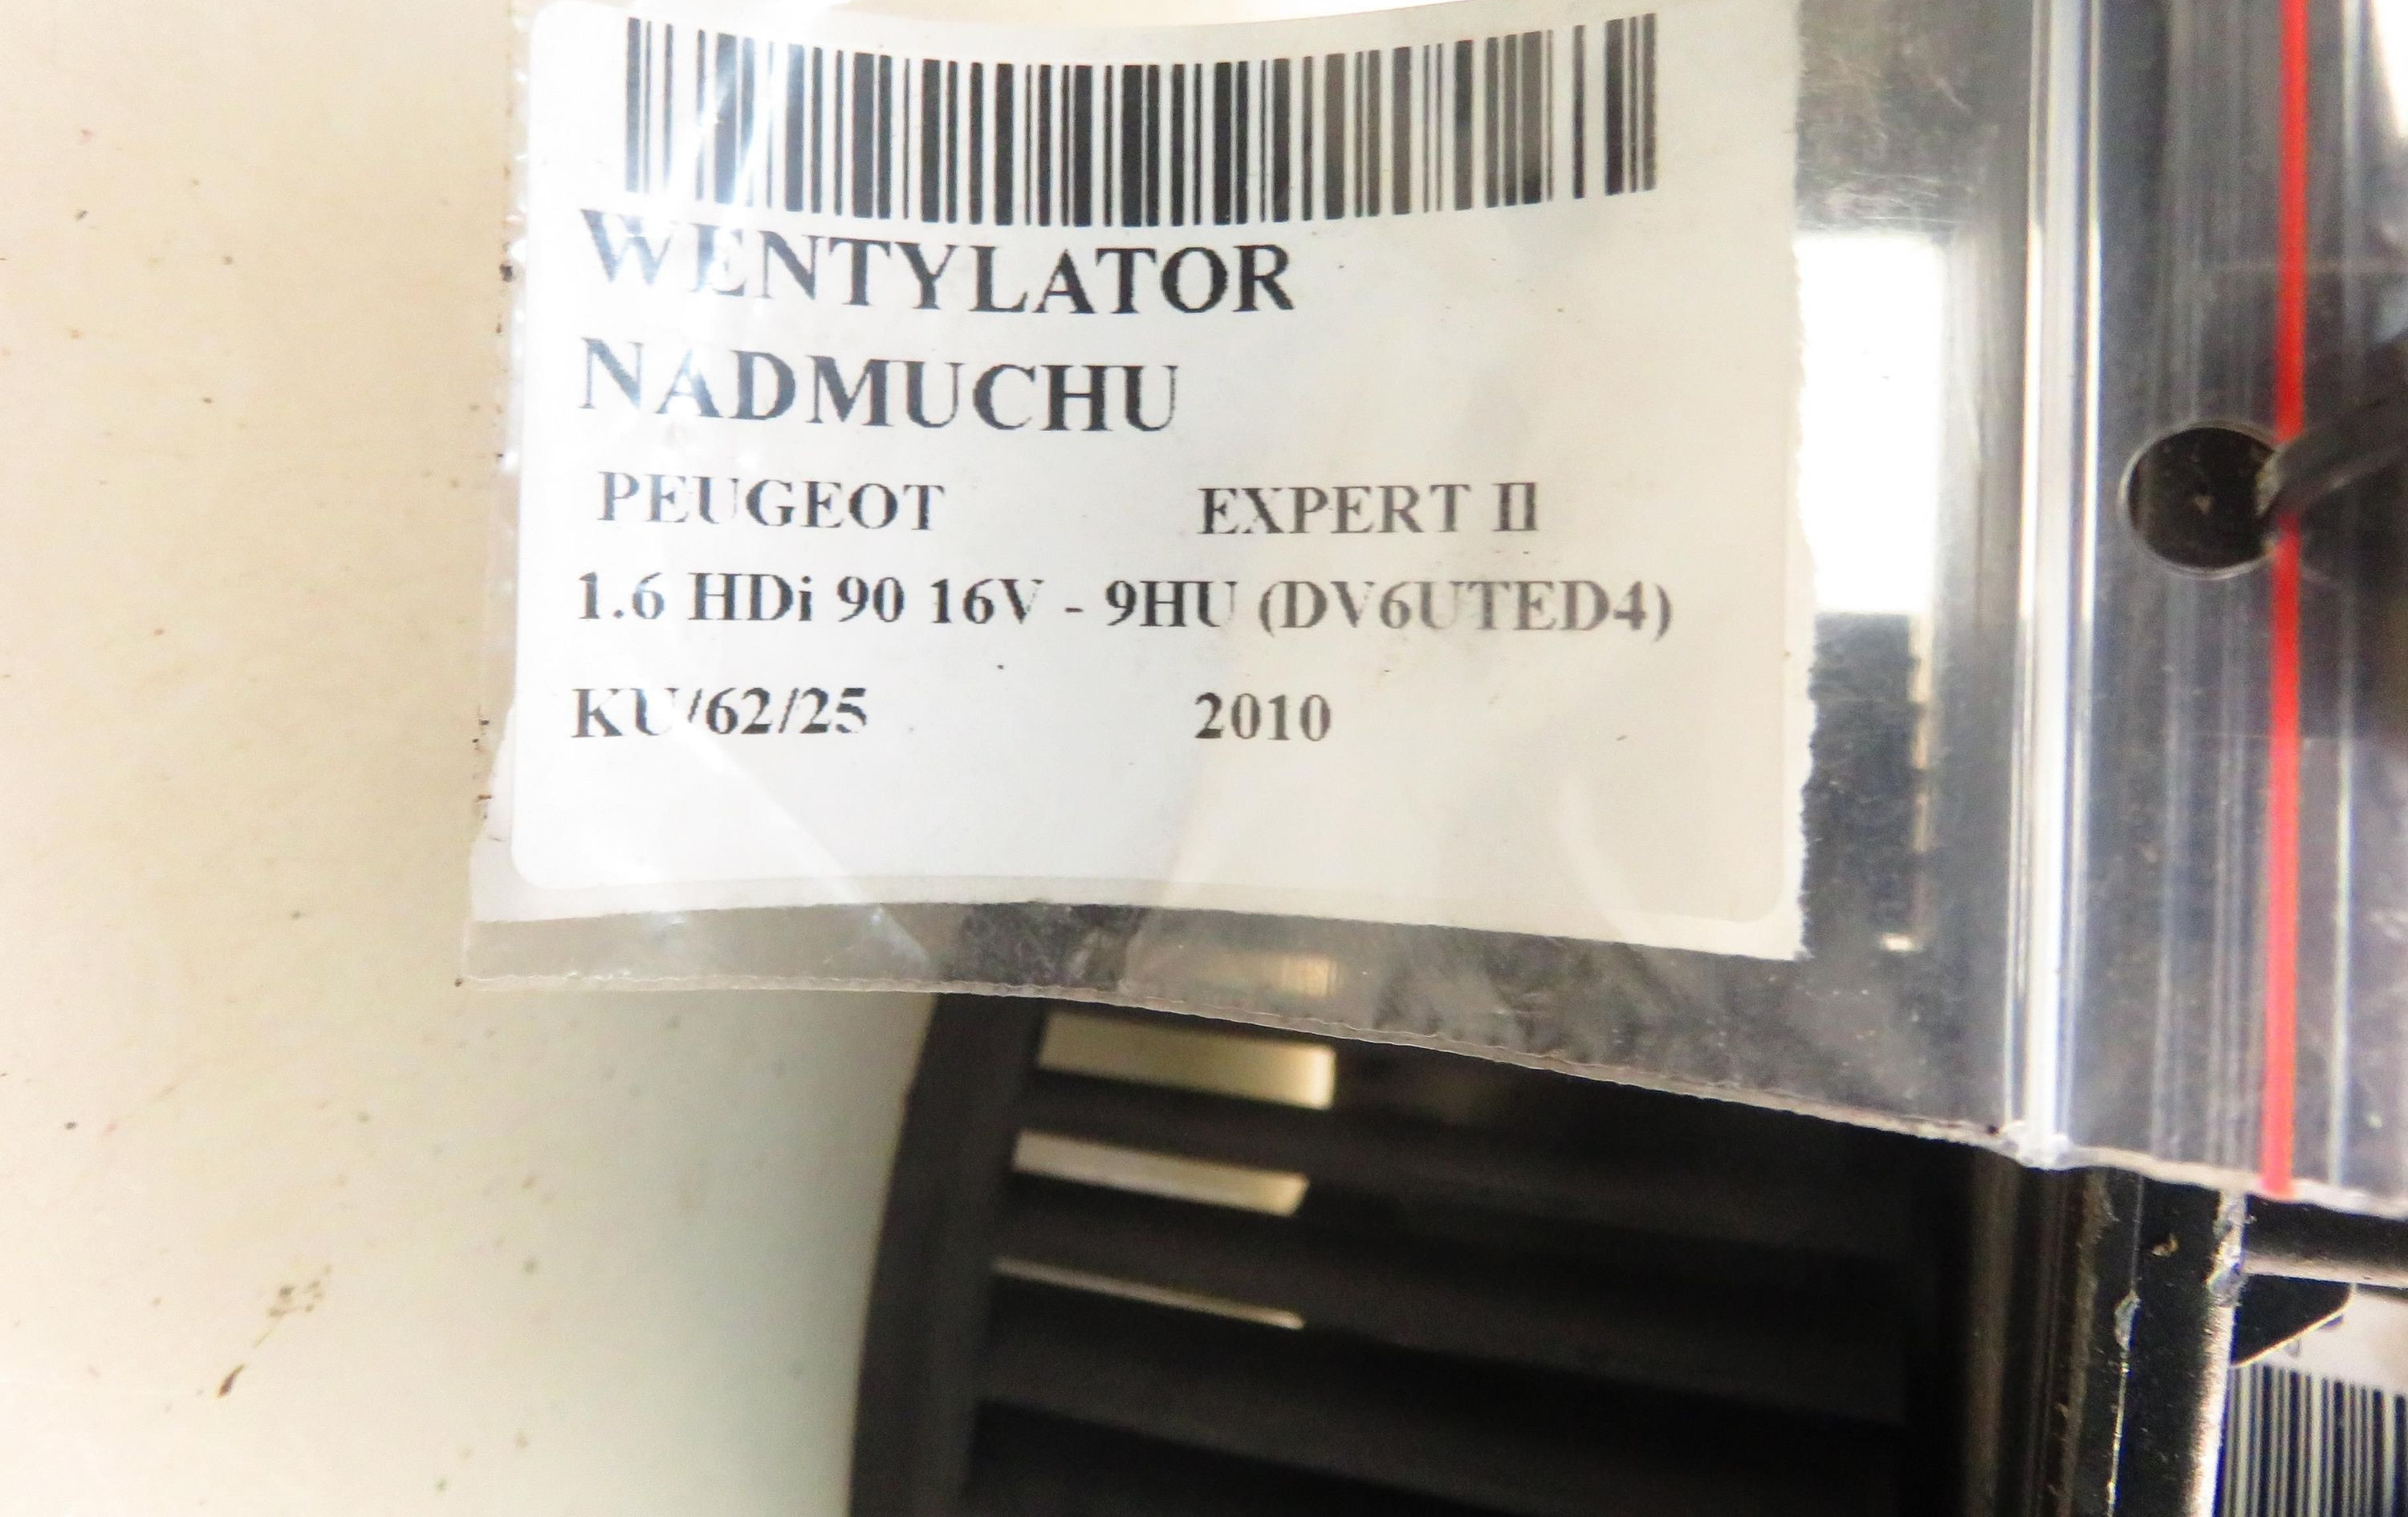 WENTYLATOR
NADMUCHU
PEUGEOT EXPERT II
1.6 HDi 90 16V - 9HU (DV6UTED4)
KU/62/25 2010